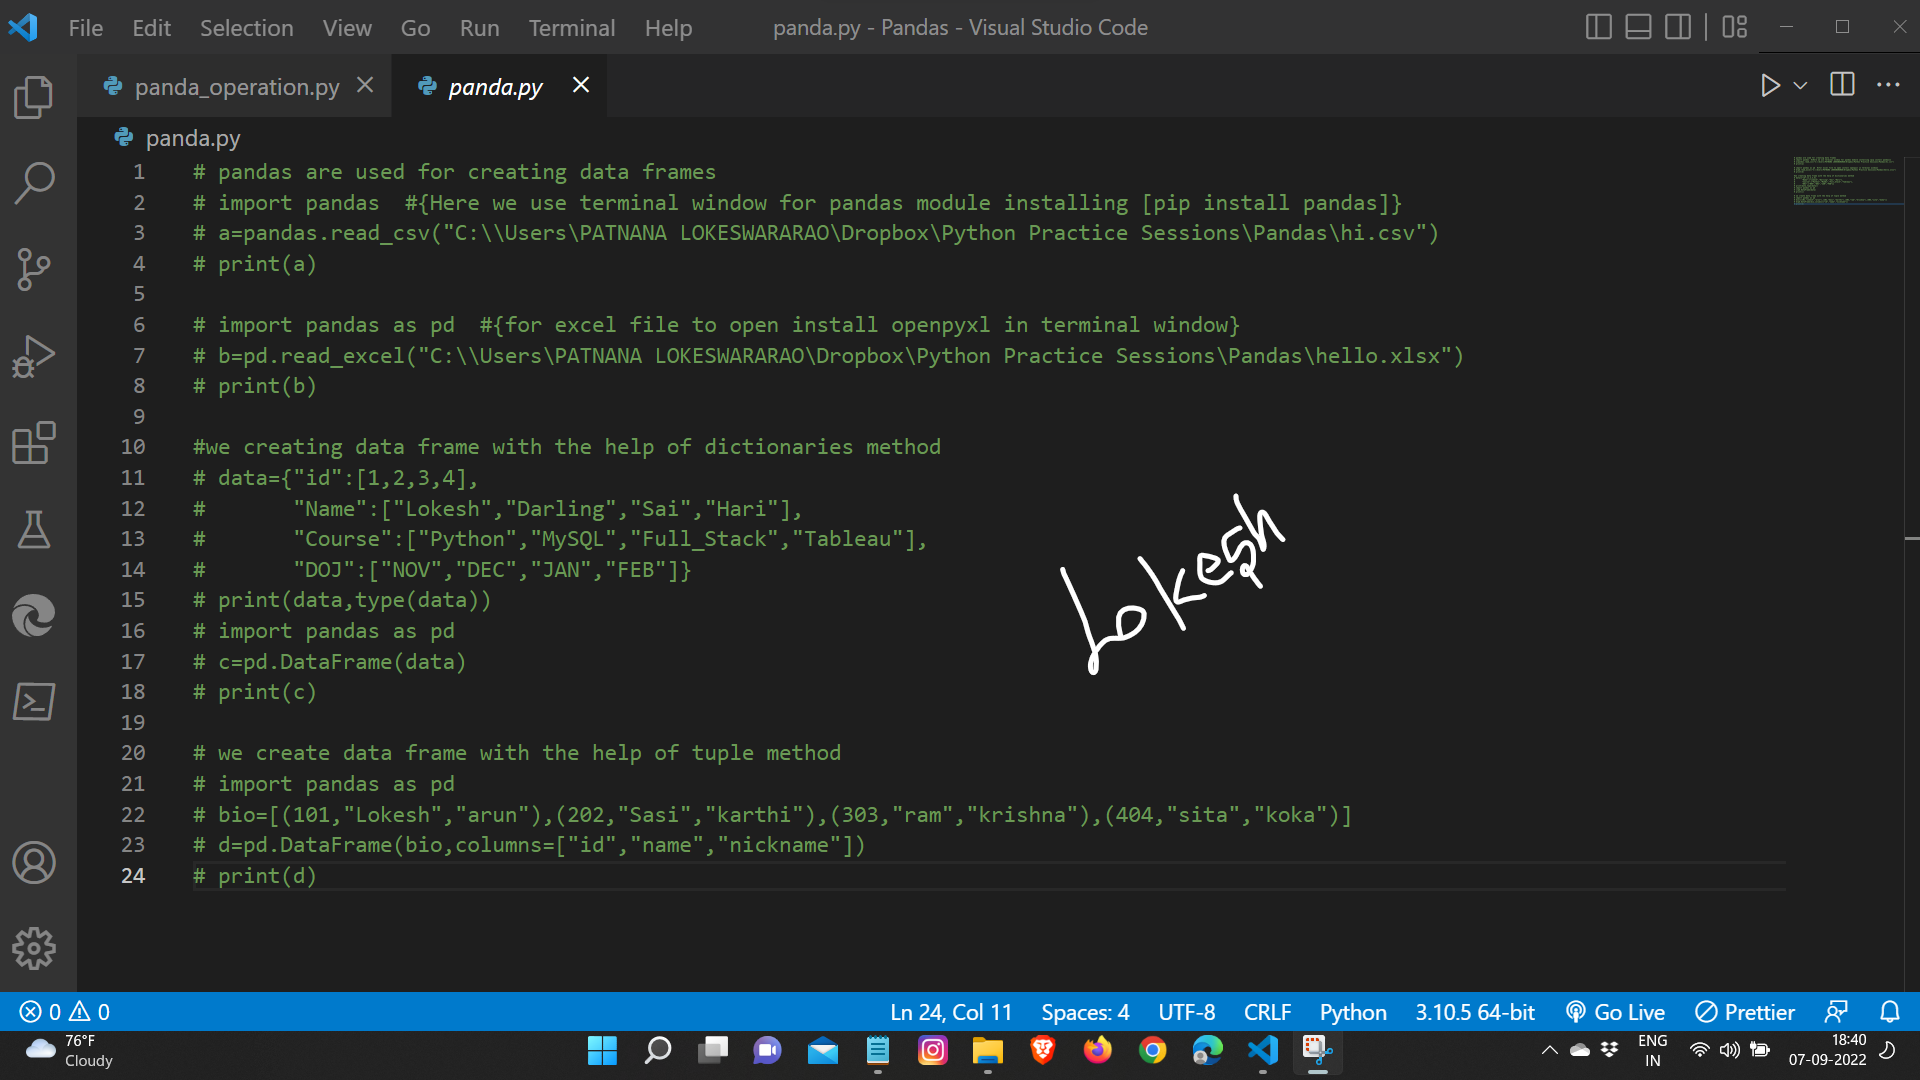 File Edit Selection View Go Run Terminal Help panda.py - Pandas - Visual Studio Code
panda_operation.py panda.py
panda.py
1 # pandas are used for creating data frames
2 # import pandas  #{Here we use terminal window for pandas module installing [pip install pandas]}
3 # a=pandas.read_csv("C:\\Users\PATNANA LOKESWARARAO\Dropbox\Python Practice Sessions\Pandas\hi.csv")
4 # print(a)
5
6 # import pandas as pd  #{for excel file to open install openpyxl in terminal window}
7 # b=pd.read_excel("C:\\Users\PATNANA LOKESWARARAO\Dropbox\Python Practice Sessions\Pandas\hello.xlsx")
8 # print(b)
9
10 #we creating data frame with the help of dictionaries method
11 # data={"id":[1,2,3,4],
12 #       "Name":["Lokesh","Darling","Sai","Hari"],
13 #       "Course":["Python","MySQL","Full_Stack","Tableau"],
14 #       "DOJ":["NOV","DEC","JAN","FEB"]}
15 # print(data,type(data))
16 # import pandas as pd
17 # c=pd.DataFrame(data)
18 # print(c)
19
20 # we create data frame with the help of tuple method
21 # import pandas as pd
22 # bio=[(101,"Lokesh","arun"),(202,"Sasi","karthi"),(303,"ram","krishna"),(404,"sita","koka")]
23 # d=pd.DataFrame(bio,columns=["id","name","nickname"])
24 # print(d)
Lokesh
0 0 Ln 24, Col 11 Spaces: 4 UTF-8 CRLF Python 3.10.5 64-bit Go Live Prettier
76°F
Cloudy
ENG
IN
18:40
07-09-2022